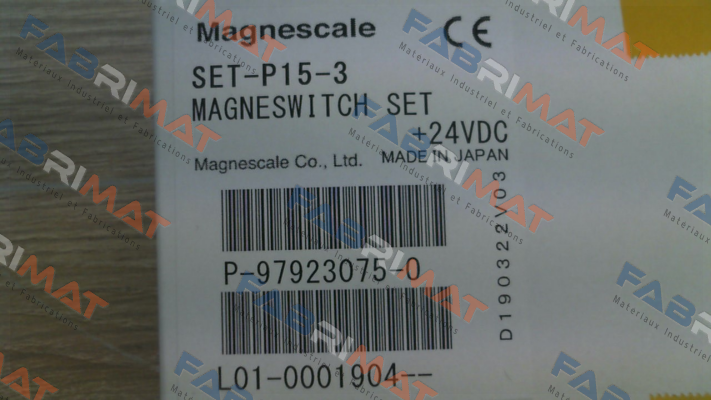 Magnescale CE
SET-P15-3
MAGNESWITCH SET
+24VDC
Magnescale Co., Ltd. MADE IN JAPAN
P-97923075-0
L01-0001904--
D190322V03
FABRIMAT
Materiaux Industriel et Fabrications